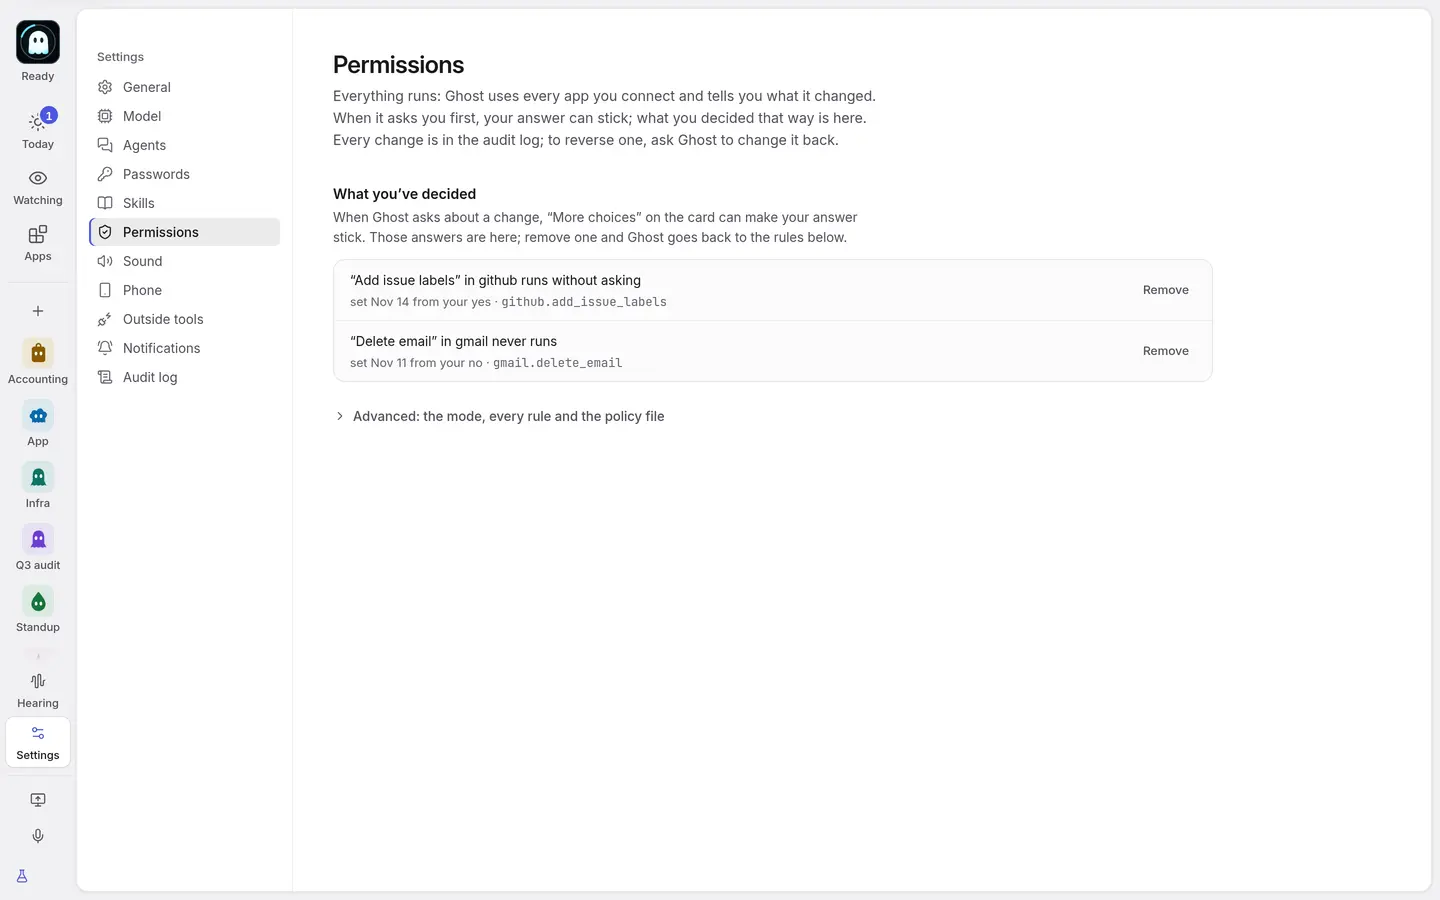 Ready
1
Today
Watching
Apps
Accounting
App
Infra
Q3 audit
Standup
Hearing
Settings
Settings
General
Model
Agents
Passwords
Skills
Permissions
Sound
Phone
Outside tools
Notifications
Audit log
Permissions
Everything runs: Ghost uses every app you connect and tells you what it changed.
When it asks you first, your answer can stick; what you decided that way is here.
Every change is in the audit log; to reverse one, ask Ghost to change it back.
What you’ve decided
When Ghost asks about a change, “More choices” on the card can make your answer
stick. Those answers are here; remove one and Ghost goes back to the rules below.
“Add issue labels” in github runs without asking
set Nov 14 from your yes · github.add_issue_labels
Remove
“Delete email” in gmail never runs
set Nov 11 from your no · gmail.delete_email
Remove
Advanced: the mode, every rule and the policy file